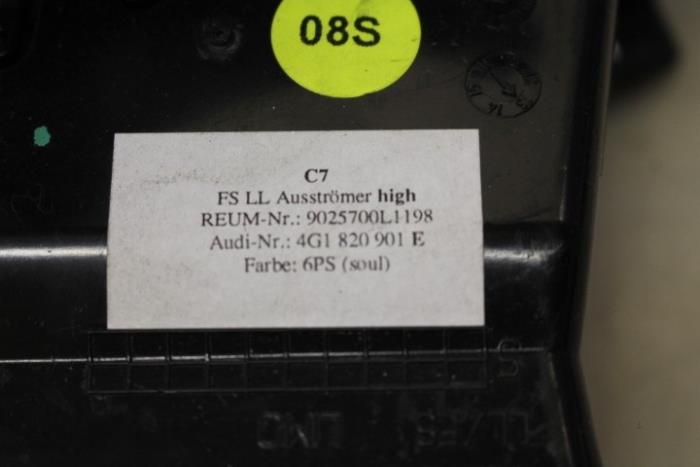 08S
C7
FS LL Ausströmer high
REUM-Nr.: 9025700L1198
Audi-Nr.: 4G1 820 901 E
Farbe: 6PS (soul)